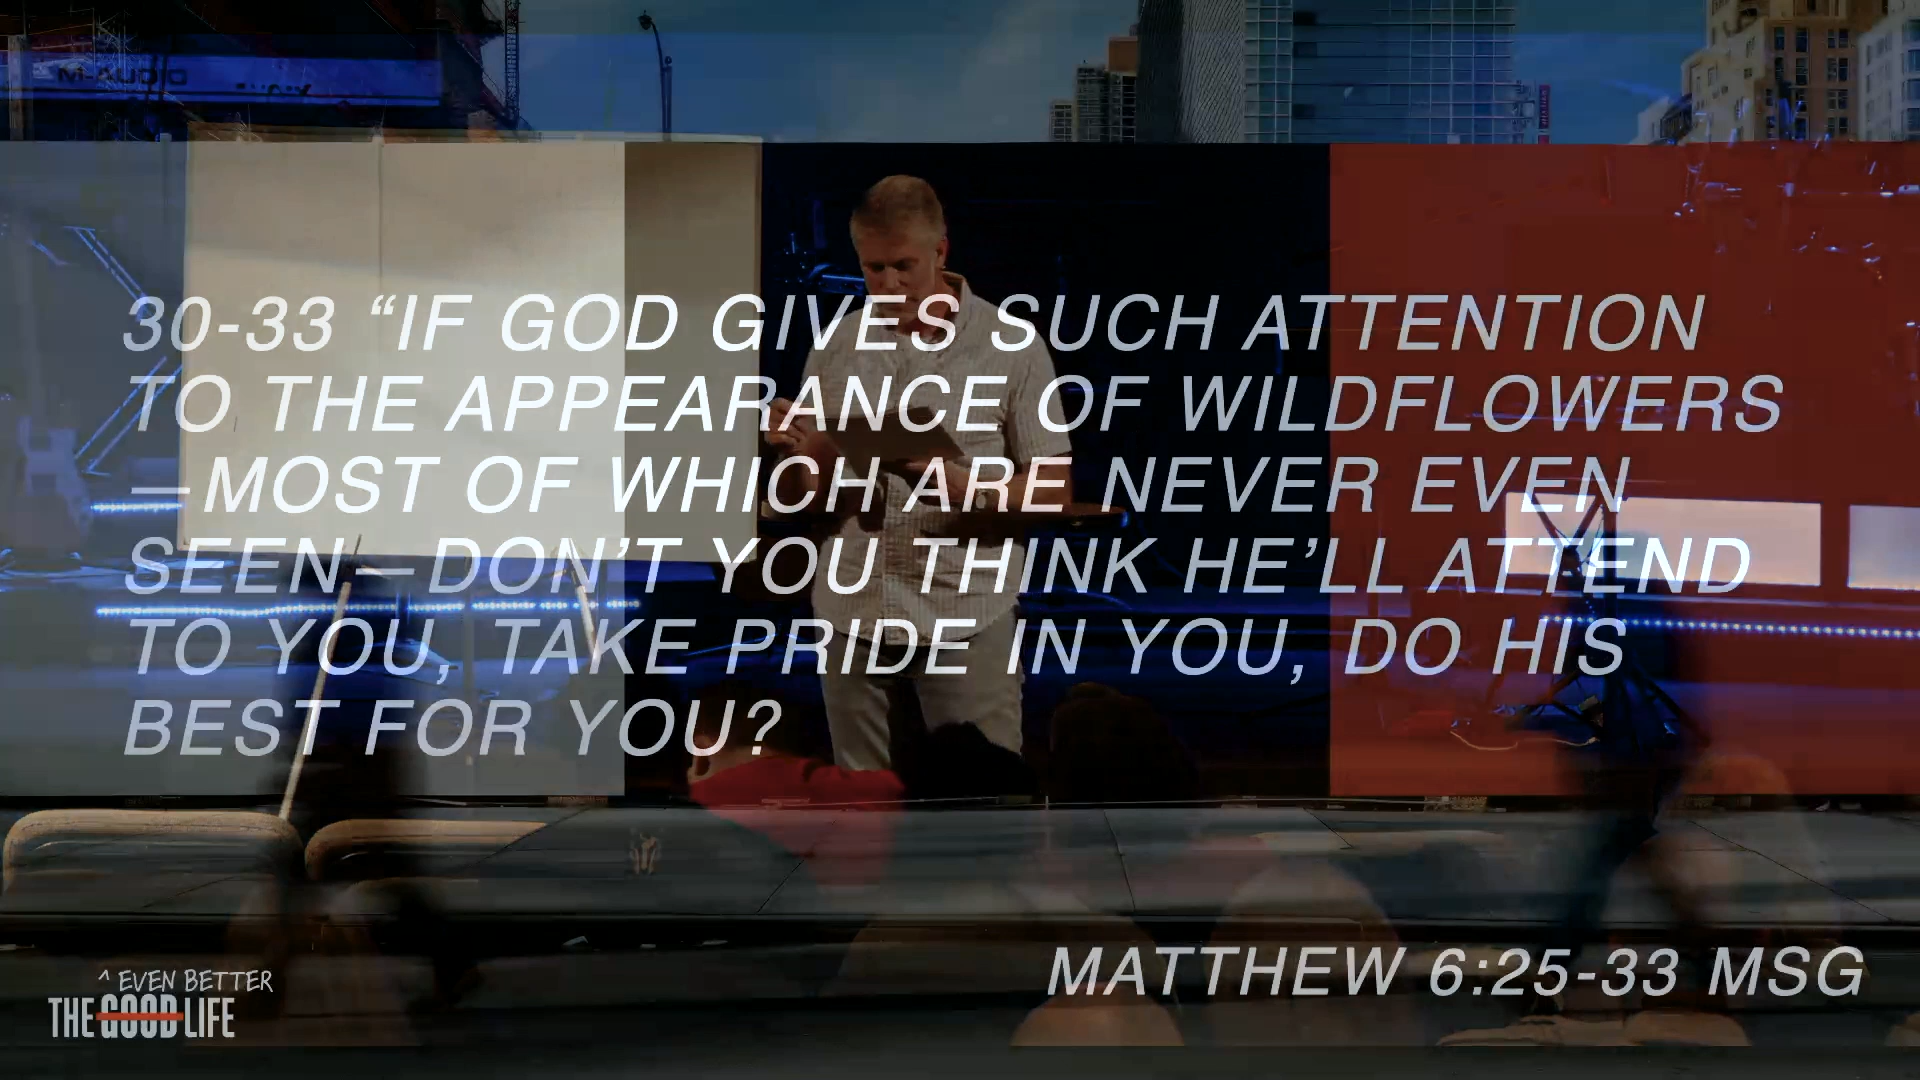 M-AUDIO
30-33 “IF GOD GIVES SUCH ATTENTION
TO THE APPEARANCE OF WILDFLOWERS
—MOST OF WHICH ARE NEVER EVEN
SEEN—DON’T YOU THINK HE’LL ATTEND
TO YOU, TAKE PRIDE IN YOU, DO HIS
BEST FOR YOU?
MATTHEW 6:25-33 MSG
^ EVEN BETTER
THE GOOD LIFE